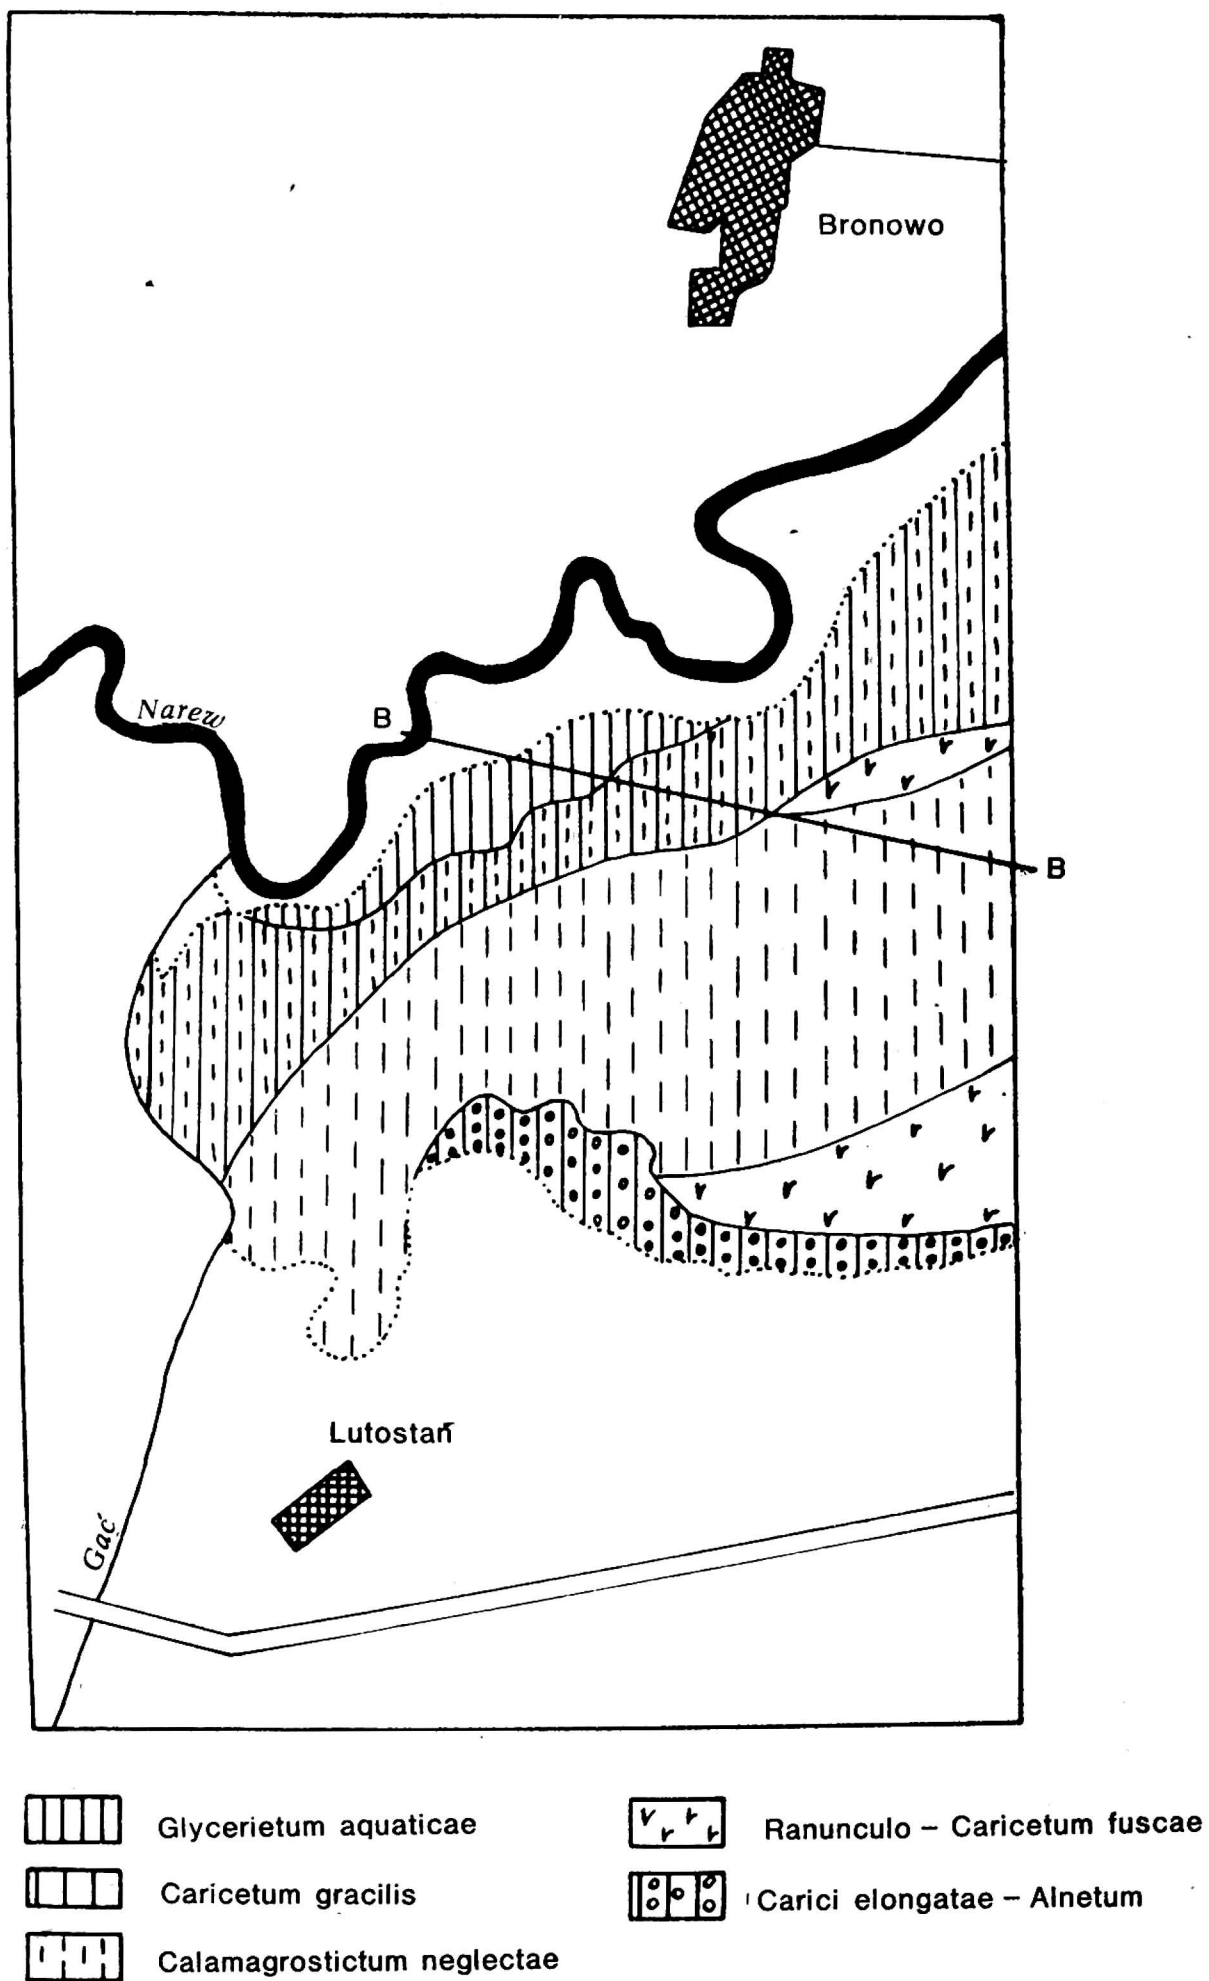 Bronowo
Narew
B
B
Lutostań
Gać
Glycerietum aquaticae
Caricetum gracilis
Calamagrostictum neglectae
Ranunculo – Caricetum fuscae
Carici elongatae – Alnetum